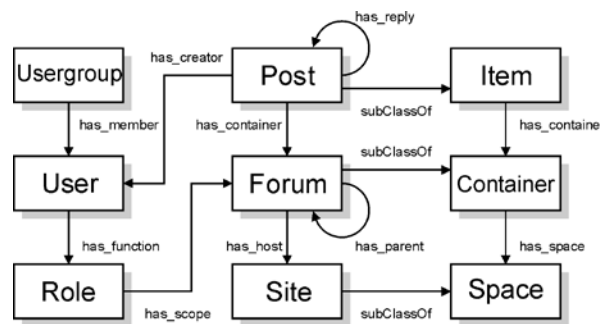 has_reply
Usergroup
has_creator
Post
Item
subClassOf
has_member
has_container
has_containe
subClassOf
User
Forum
Container
has_function
has_host
has_parent
has_space
Role
has_scope
Site
subClassOf
Space